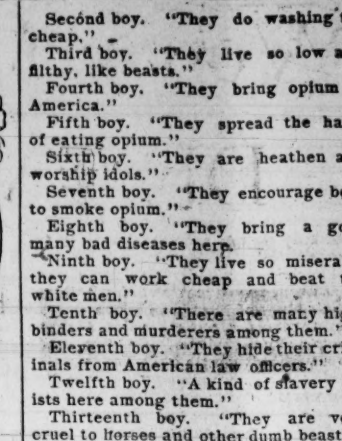 Second boy. "They do washing
cheap."
Third boy. "They live so low a
filthy, like beasts."
Fourth boy. "They bring opium
America."
Fifth boy. "They spread the ha
of eating opium."
Sixth boy. "They are heathen a
worship idols."
Seventh boy. "They encourage b
to smoke opium."
Eighth boy. "They bring a g
many bad diseases here.
Ninth boy. "They live so misera
they can work cheap and beat t
white men."
Tenth boy. "There are many hi
binders and murderers among them."
Eleventh boy. "They hide their cr
inals from American law officers."
Twelfth boy. "A kind of slavery
ists here among them."
Thirteenth boy. "They are v
cruel to horses and other dumb beast